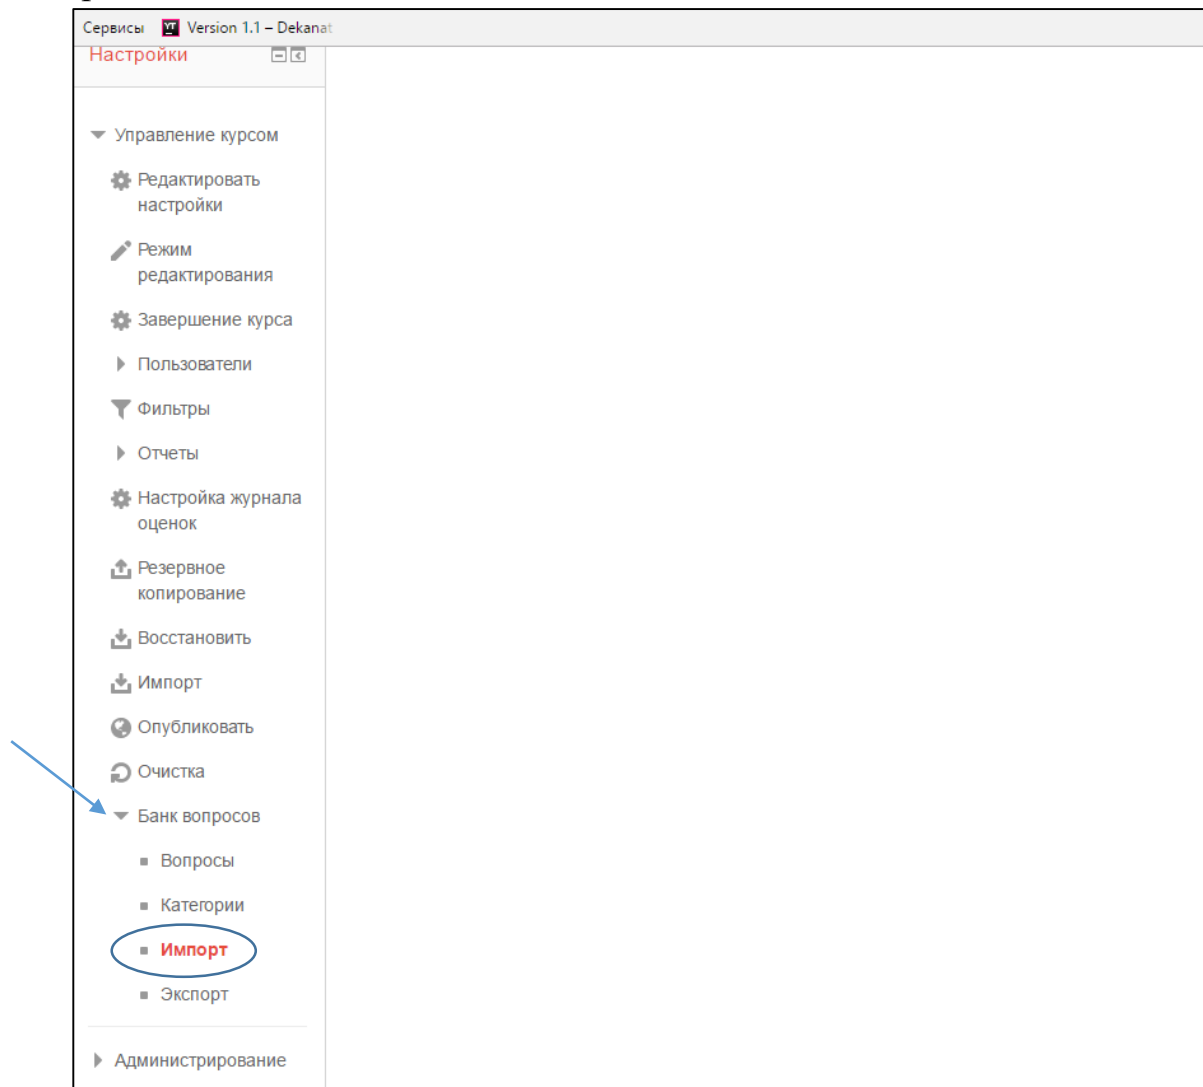 Сервисы YT Version 1.1 – Dekanat
Настройки
Управление курсом
Редактировать
настройки
Режим
редактирования
Завершение курса
Пользователи
Фильтры
Отчеты
Настройка журнала
оценок
Резервное
копирование
Восстановить
Импорт
Опубликовать
Очистка
Банк вопросов
Вопросы
Категории
Импорт
Экспорт
Администрирование